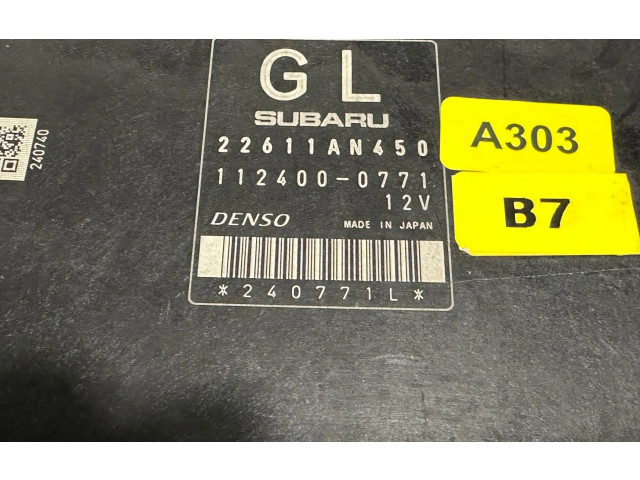 G L
SUBARU
22611AN450
112400-0771
12V
DENSO MADE IN JAPAN
*240771L*
240740
A303
B7